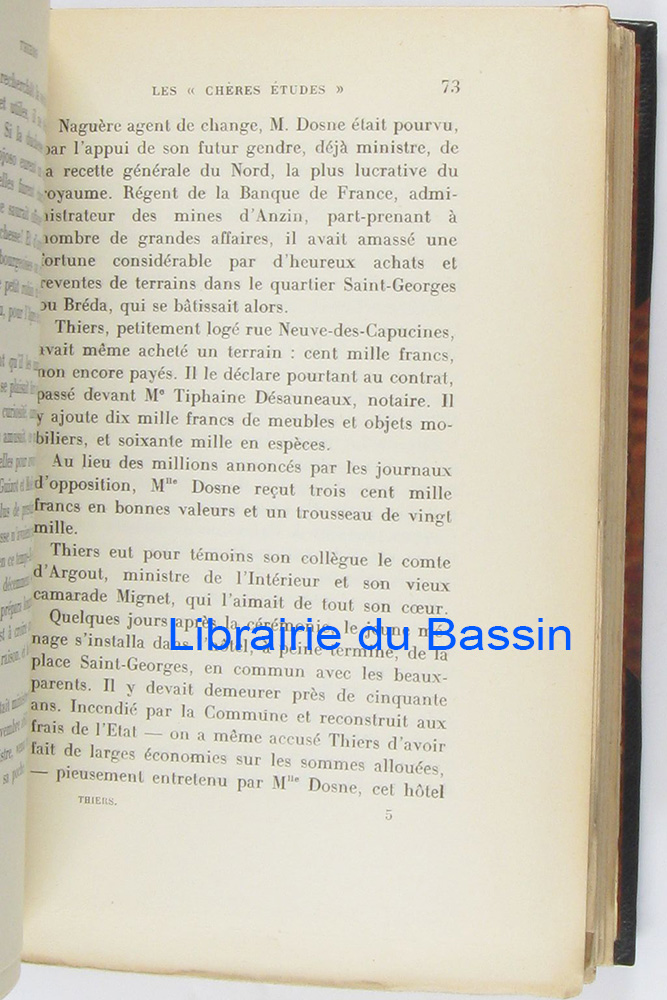 LES « CHÈRES ÉTUDES »
73
Naguère agent de change, M. Dosne était pourvu,
par l'appui de son futur gendre, déjà ministre, de
la recette générale du Nord, la plus lucrative du
royaume. Régent de la Banque de France, admi-
nistrateur des mines d'Anzin, part-prenant à
nombre de grandes affaires, il avait amassé une
fortune considérable par d'heureux achats et
reventes de terrains dans le quartier Saint-Georges
ou Bréda, qui se bâtissait alors.
Thiers, petitement logé rue Neuve-des-Capucines,
avait même acheté un terrain : cent mille francs,
non encore payés. Il le déclare pourtant au contrat,
passé devant Me Tiphaine Désauneaux, notaire. Il
y ajoute dix mille francs de meubles et objets mo-
biliers, et soixante mille en espèces.
Au lieu des millions annoncés par les journaux
d'opposition, Mlle Dosne reçut trois cent mille
francs en bonnes valeurs et un trousseau de vingt
mille.
Thiers eut pour témoins son collègue le comte
d'Argout, ministre de l'Intérieur et son vieux
camarade Mignet, qui l'aimait de tout son cœur.
Quelques jours après la cérémonie, le jeune mé-
nage s'installa dans l'hôtel, à peine terminé, de la
place Saint-Georges, en commun avec les beaux-
parents. Il y devait demeurer près de cinquante
ans. Incendié par la Commune et reconstruit aux
frais de l'Etat — on a même accusé Thiers d'avoir
fait de larges économies sur les sommes allouées,
— pieusement entretenu par Mlle Dosne, cet hôtel
THIERS.
5
Librairie du Bassin